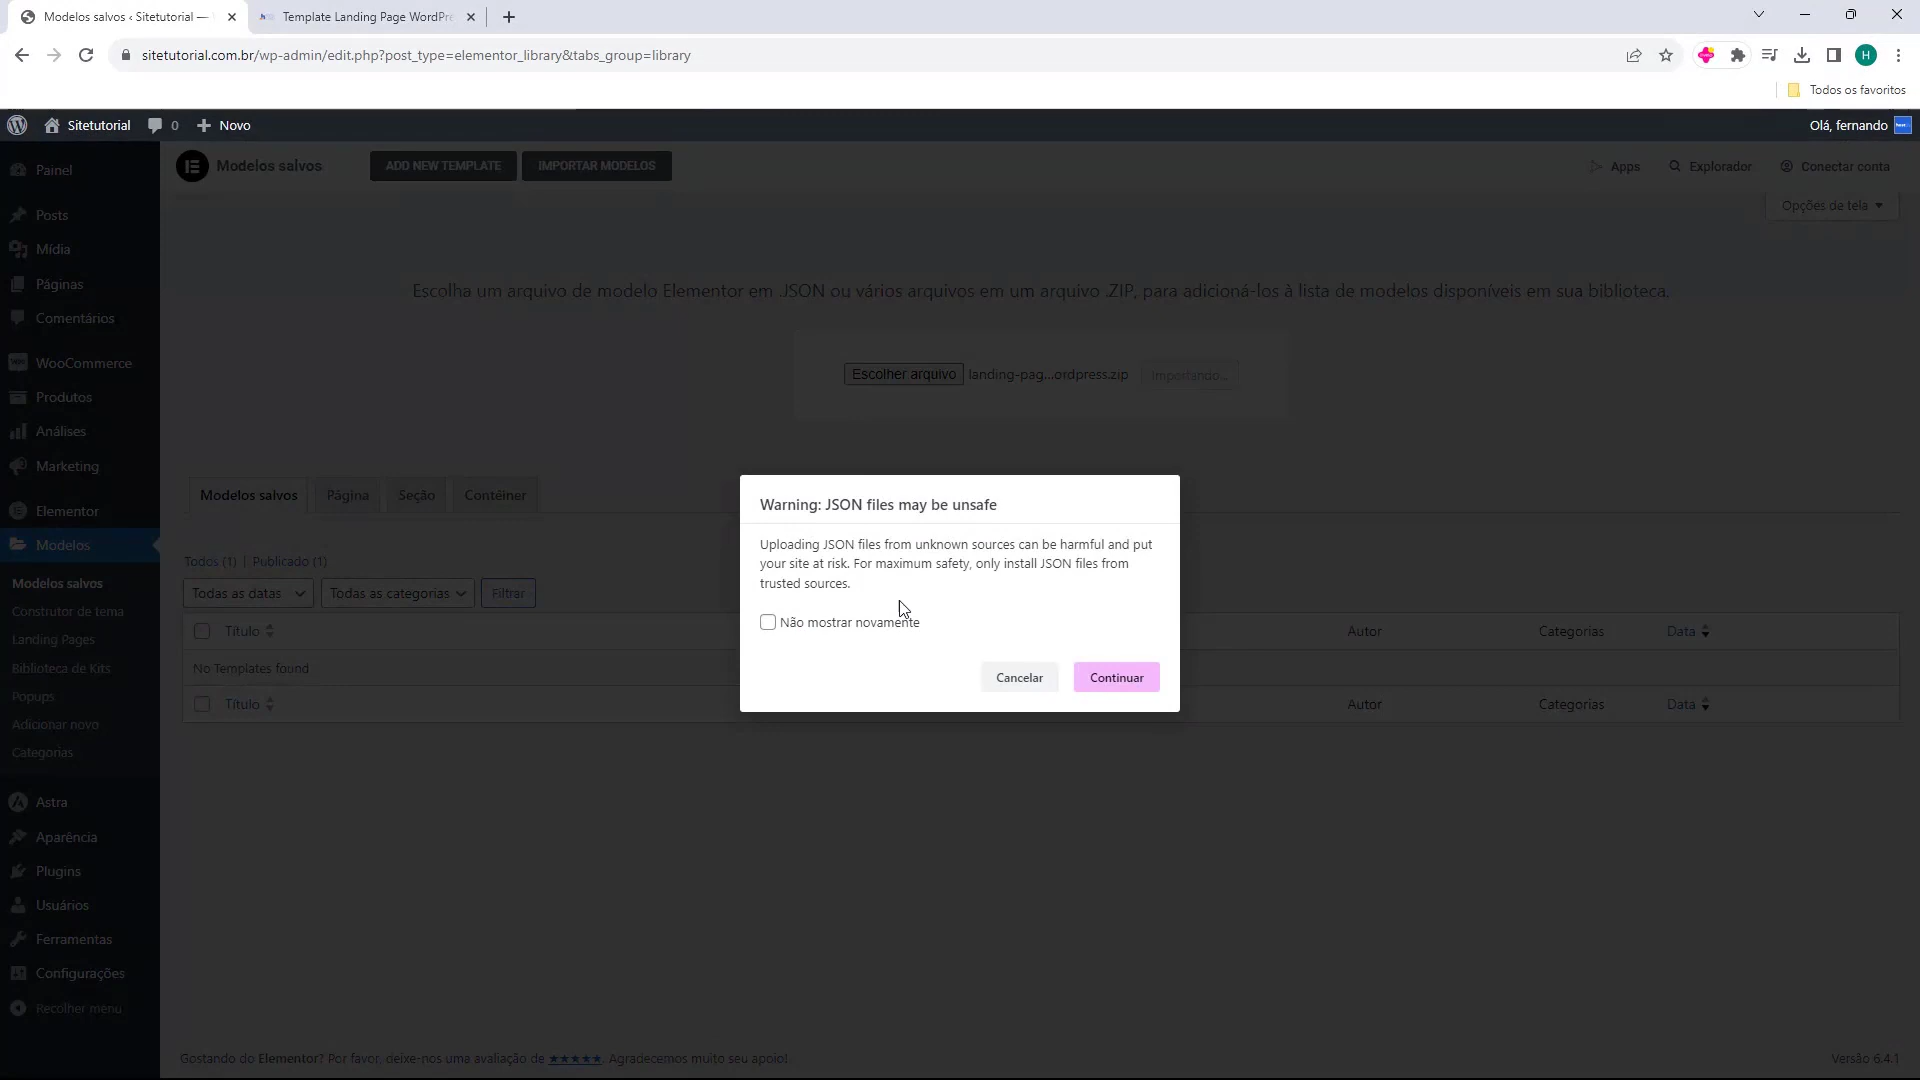 Modelos salvos ‹ Sitetutorial —
Template Landing Page WordPre
sitetutorial.com.br/wp-admin/edit.php?post_type=elementor_library&tabs_group=library
H
Todos os favoritos
Sitetutorial
0
Novo
Olá, fernando
Painel
Posts
Mídia
Páginas
Comentários
WooCommerce
Produtos
Análises
Marketing
Elementor
Modelos
Modelos salvos
Construtor de tema
Landing Pages
Biblioteca de Kits
Popups
Adicionar novo
Categorias
Astra
Aparência
Plugins
Usuários
Ferramentas
Configurações
Recolher menu
Modelos salvos
ADD NEW TEMPLATE
IMPORTAR MODELOS
Apps
Explorador
Conectar conta
Opções de tela
Escolha um arquivo de modelo Elementor em .JSON ou vários arquivos em um arquivo .ZIP, para adicioná-los à lista de modelos disponíveis em sua biblioteca.
Escolher arquivo landing-pag...ordpress.zip Importando...
Modelos salvos Página Seção Contêiner
Todos (1) | Publicado (1)
Todas as datas Todas as categorias Filtrar
Título Autor Categorias Data
No Templates found
Título Autor Categorias Data
Warning: JSON files may be unsafe
Uploading JSON files from unknown sources can be harmful and put
your site at risk. For maximum safety, only install JSON files from
trusted sources.
Não mostrar novamente
Cancelar Continuar
Gostando do Elementor? Por favor, deixe-nos uma avaliação de ★★★★★. Agradecemos muito seu apoio!
Versão 6.4.1